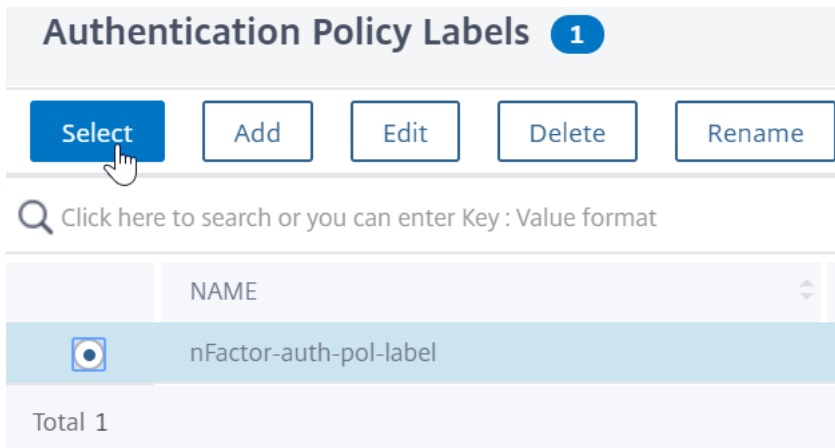 Authentication Policy Labels 1
Select Add Edit Delete Rename
Click here to search or you can enter Key : Value format
NAME
nFactor-auth-pol-label
Total 1